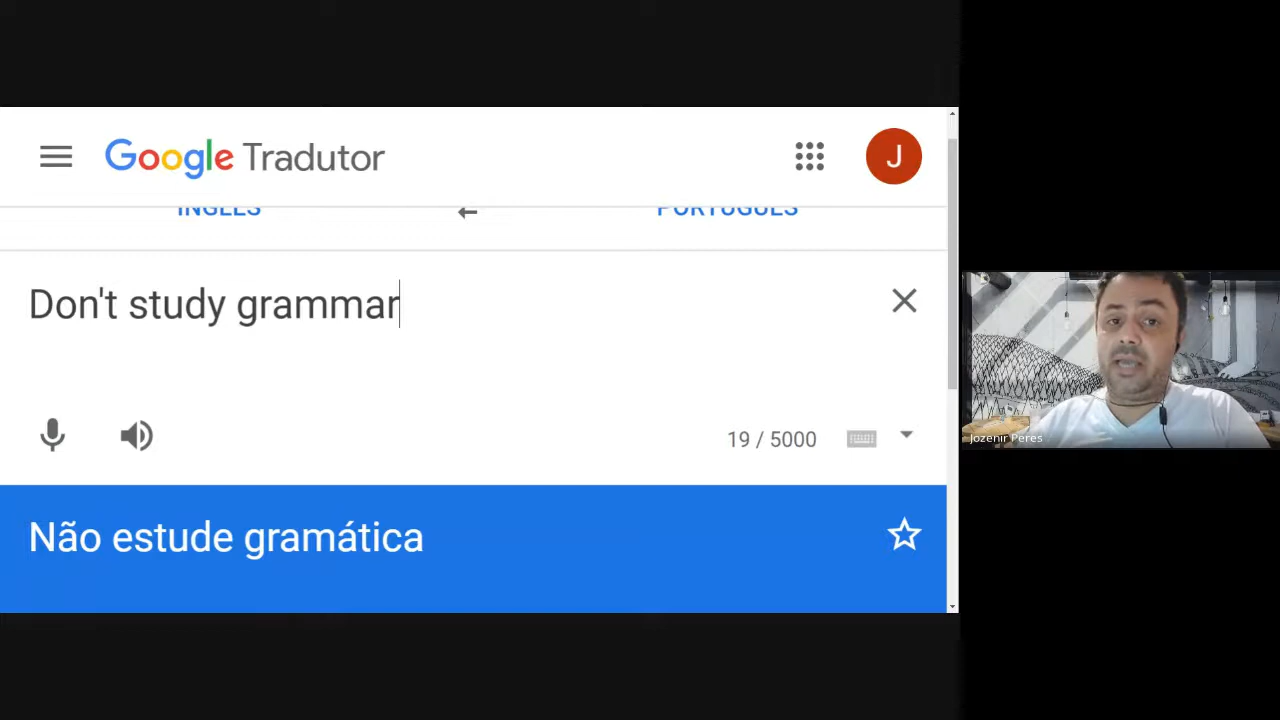 Google Tradutor
J
INGLÊS
PORTUGUÊS
Don't study grammar
19 / 5000
Não estude gramática
Jozenir Peres